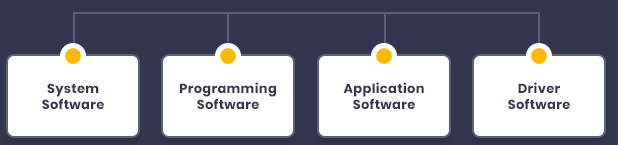 System
Software
Programming
Software
Application
Software
Driver
Software